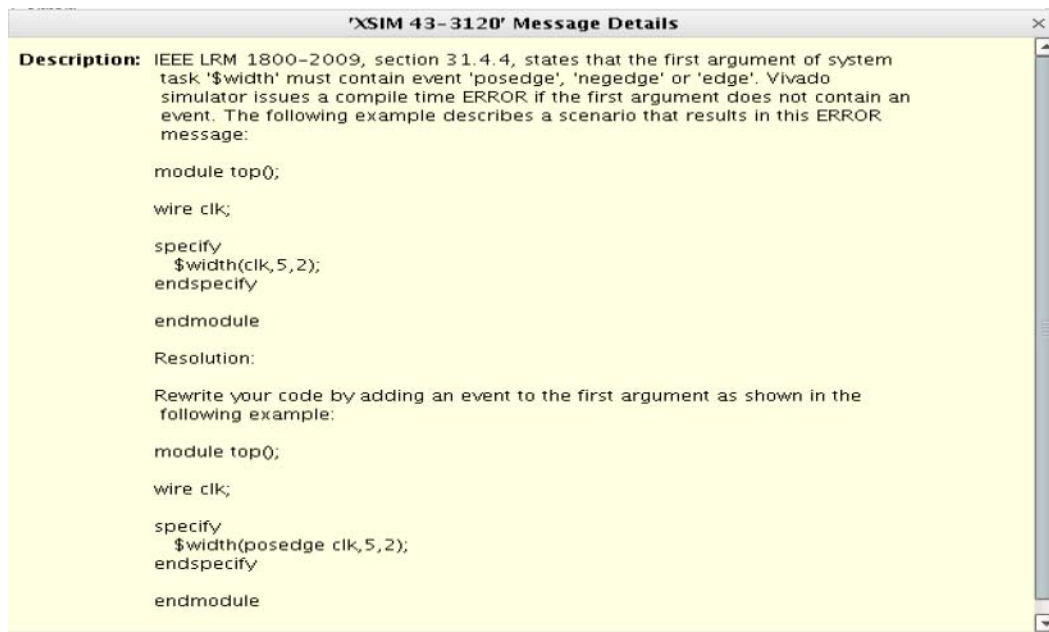 'XSIM 43-3120' Message Details
Description: IEEE LRM 1800-2009, section 31.4.4, states that the first argument of system
task '$width' must contain event 'posedge', 'negedge' or 'edge'. Vivado
simulator issues a compile time ERROR if the first argument does not contain an
event. The following example describes a scenario that results in this ERROR
message:
module top();
wire clk;
specify
$width(clk,5,2);
endspecify
endmodule
Resolution:
Rewrite your code by adding an event to the first argument as shown in the
following example:
module top();
wire clk;
specify
$width(posedge clk,5,2);
endspecify
endmodule